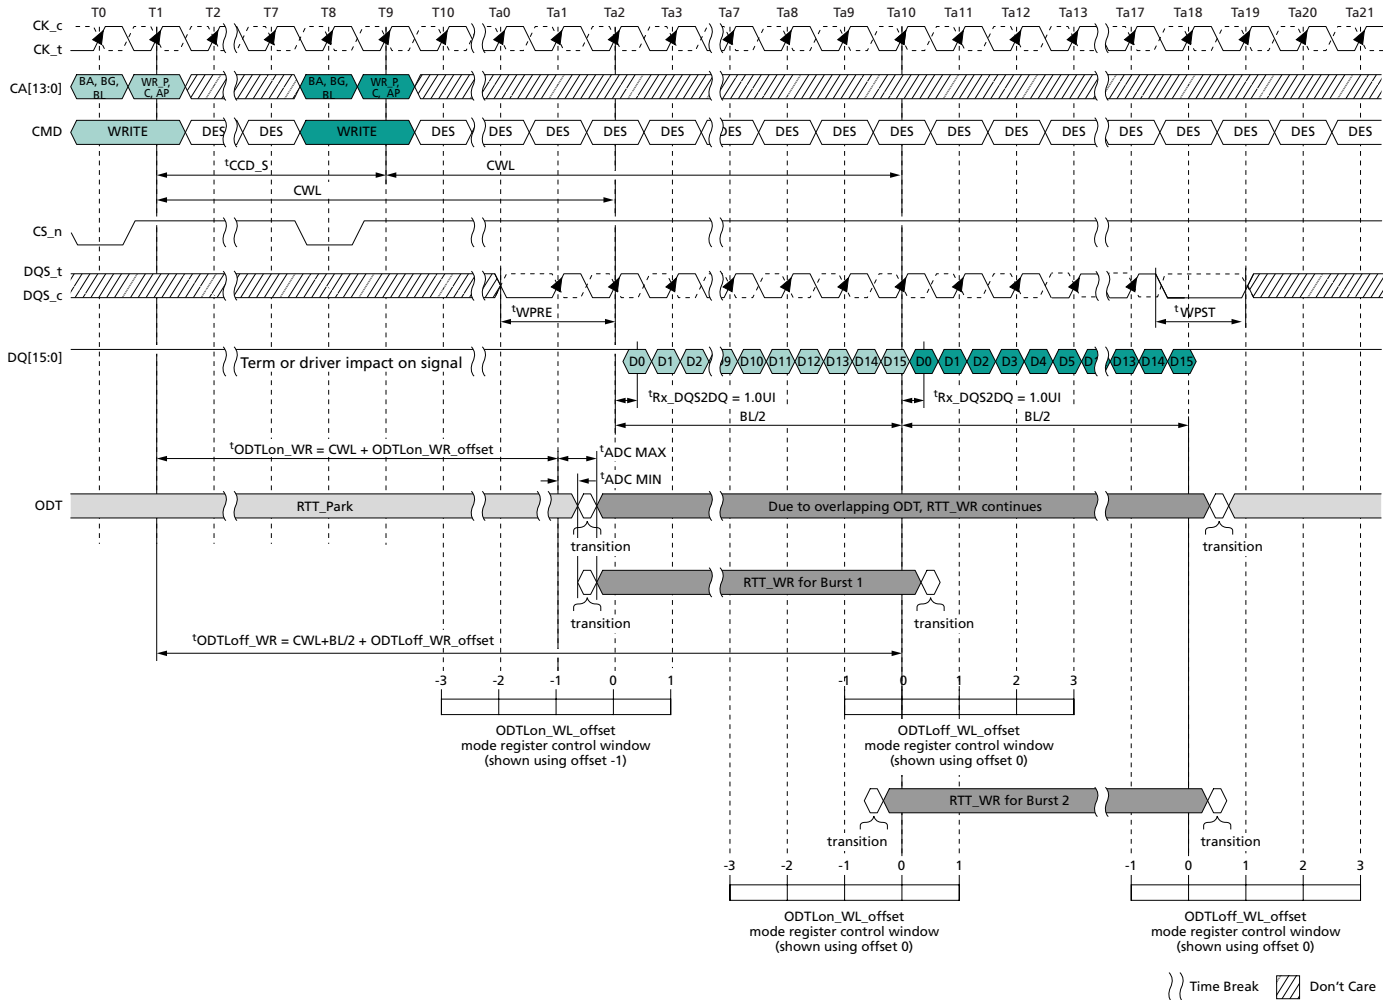 T0 T1 T2 T7 T8 T9 T10 Ta0 Ta1 Ta2 Ta3 Ta7 Ta8 Ta9 Ta10 Ta11 Ta12 Ta13 Ta17 Ta18 Ta19 Ta20 Ta21
CK_c
CK_t
CA[13:0] BA, BG, BL WR_P, C, AP BA, BG, BL WR_P, C, AP
CMD WRITE DES DES WRITE DES DES DES DES DES DES DES DES DES DES DES DES DES DES DES DES DES
tCCD_S CWL
CWL
CS_n
DQS_t
DQS_c
tWPRE tWPST
DQ[15:0] Term or driver impact on signal D0 D1 D2 9 D10 D11 D12 D13 D14 D15 D0 D1 D2 D3 D4 D5 D D13 D14 D15
tRx_DQS2DQ = 1.0UI tRx_DQS2DQ = 1.0UI
BL/2 BL/2
tODTLon_WR = CWL + ODTLon_WR_offset tADC MAX
tADC MIN
ODT RTT_Park Due to overlapping ODT, RTT_WR continues
transition transition
RTT_WR for Burst 1
transition transition
tODTLoff_WR = CWL+BL/2 + ODTLoff_WR_offset
-3 -2 -1 0 1 -1 0 1 2 3
ODTLon_WL_offset
mode register control window
(shown using offset -1)
ODTLoff_WL_offset
mode register control window
(shown using offset 0)
RTT_WR for Burst 2
transition transition
-3 -2 -1 0 1 -1 0 1 2 3
ODTLon_WL_offset
mode register control window
(shown using offset 0)
ODTLoff_WL_offset
mode register control window
(shown using offset 0)
Time Break Don't Care